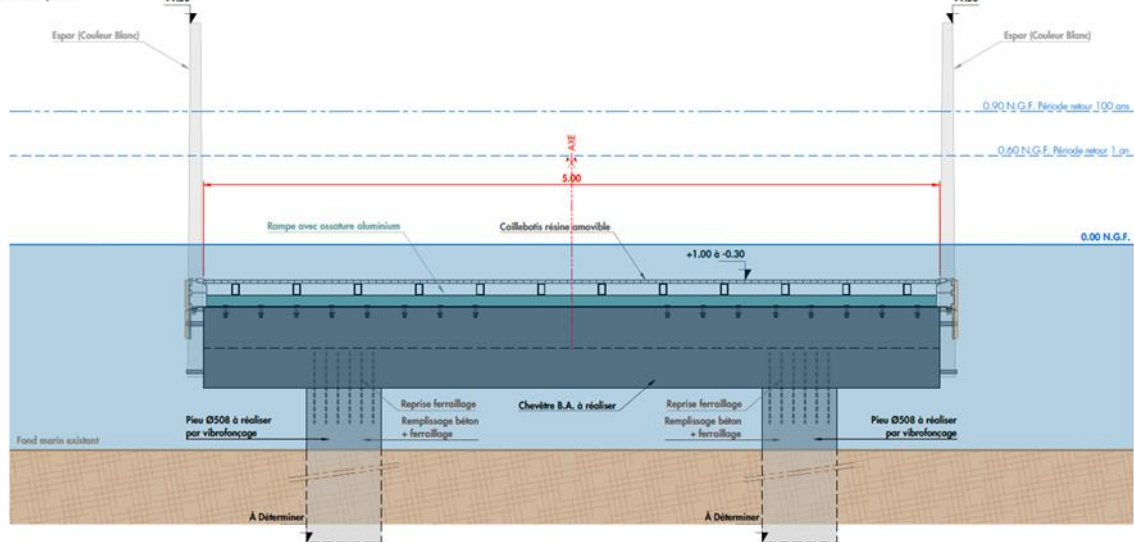 Espar (Couleur Blanc)
Espar (Couleur Blanc)
0.90 N.G.F. Période retour 100 ans
AXE
0.60 N.G.F. Période retour 1 an
5.00
Rampe avec ossature aluminium
Caillebotis résine amovible
0.00 N.G.F.
+1.00 à -0.30
Reprise ferraillage
Chevêtre B.A. à réaliser
Reprise ferraillage
Pieu Ø508 à réaliser
par vibrofonçage
Remplissage béton
+ ferraillage
Remplissage béton
+ ferraillage
Pieu Ø508 à réaliser
par vibrofonçage
Fond marin existant
À Déterminer
À Déterminer